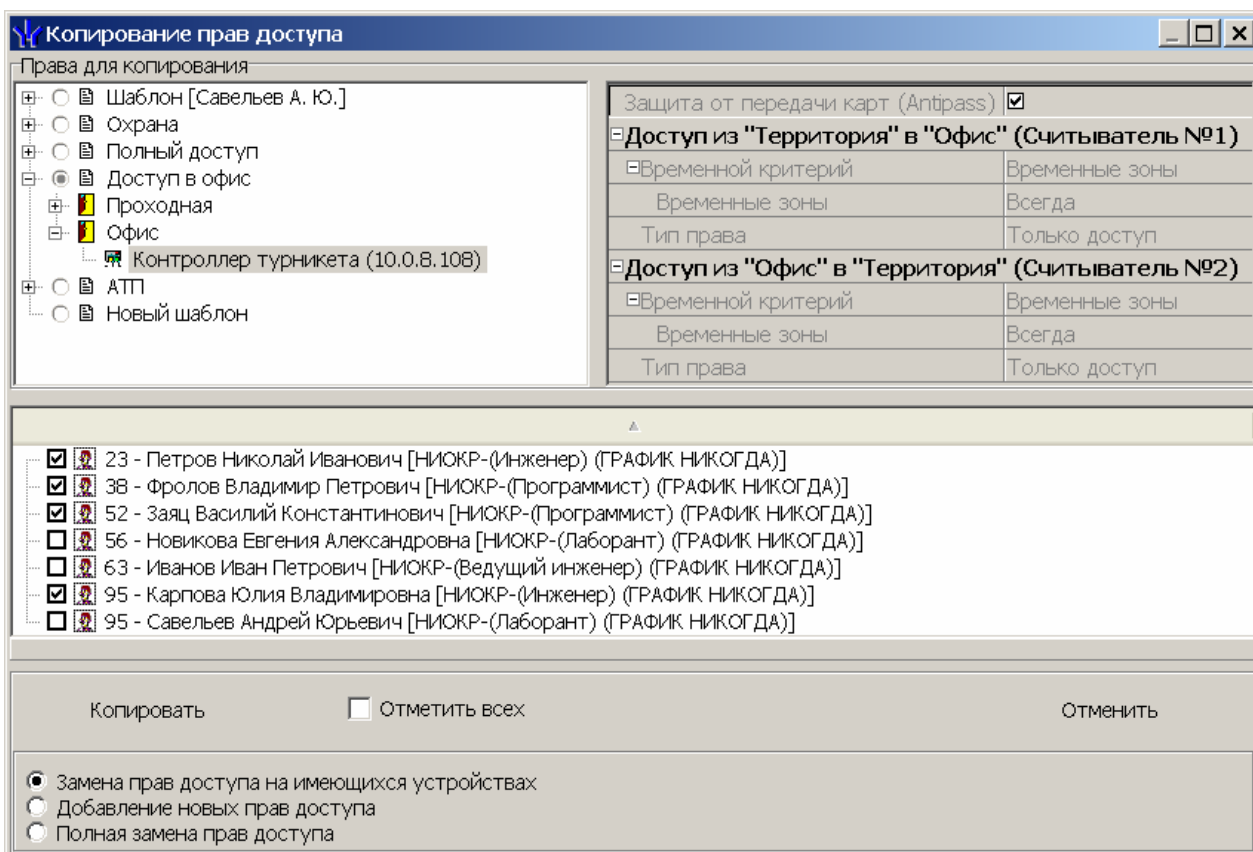 Копирование прав доступа
Права для копирования
Шаблон [Савельев А. Ю.]
Охрана
Полный доступ
Доступ в офис
Проходная
Офис
Контроллер турникета (10.0.8.108)
АТП
Новый шаблон
Защита от передачи карт (Antipass)
Доступ из "Территория" в "Офис" (Считыватель №1)
Временной критерий Временные зоны
Временные зоны Всегда
Тип права Только доступ
Доступ из "Офис" в "Территория" (Считыватель №2)
Временной критерий Временные зоны
Временные зоны Всегда
Тип права Только доступ
23 - Петров Николай Иванович [НИОКР-(Инженер) (ГРАФИК НИКОГДА)]
38 - Фролов Владимир Петрович [НИОКР-(Программист) (ГРАФИК НИКОГДА)]
52 - Заяц Василий Константинович [НИОКР-(Программист) (ГРАФИК НИКОГДА)]
56 - Новикова Евгения Александровна [НИОКР-(Лаборант) (ГРАФИК НИКОГДА)]
63 - Иванов Иван Петрович [НИОКР-(Ведущий инженер) (ГРАФИК НИКОГДА)]
95 - Карпова Юлия Владимировна [НИОКР-(Инженер) (ГРАФИК НИКОГДА)]
95 - Савельев Андрей Юрьевич [НИОКР-(Лаборант) (ГРАФИК НИКОГДА)]
Копировать Отметить всех Отменить
Замена прав доступа на имеющихся устройствах
Добавление новых прав доступа
Полная замена прав доступа